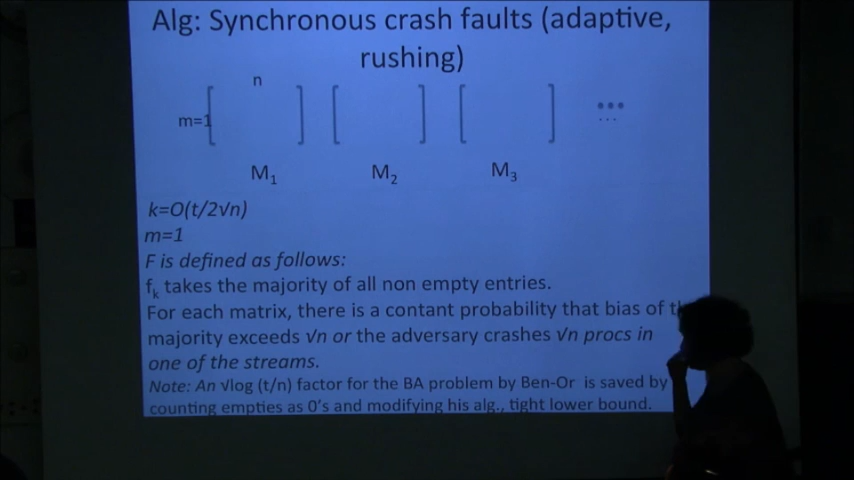 Alg: Synchronous crash faults (adaptive,
rushing)
n
m=1
M1 M2 M3
k=O(t/2√n)
m=1
F is defined as follows:
fk takes the majority of all non empty entries.
For each matrix, there is a contant probability that bias of
majority exceeds √n or the adversary crashes √n procs in
one of the streams.
Note: An √log (t/n) factor for the BA problem by Ben-Or is saved by
counting empties as 0's and modifying his alg., tight lower bound.